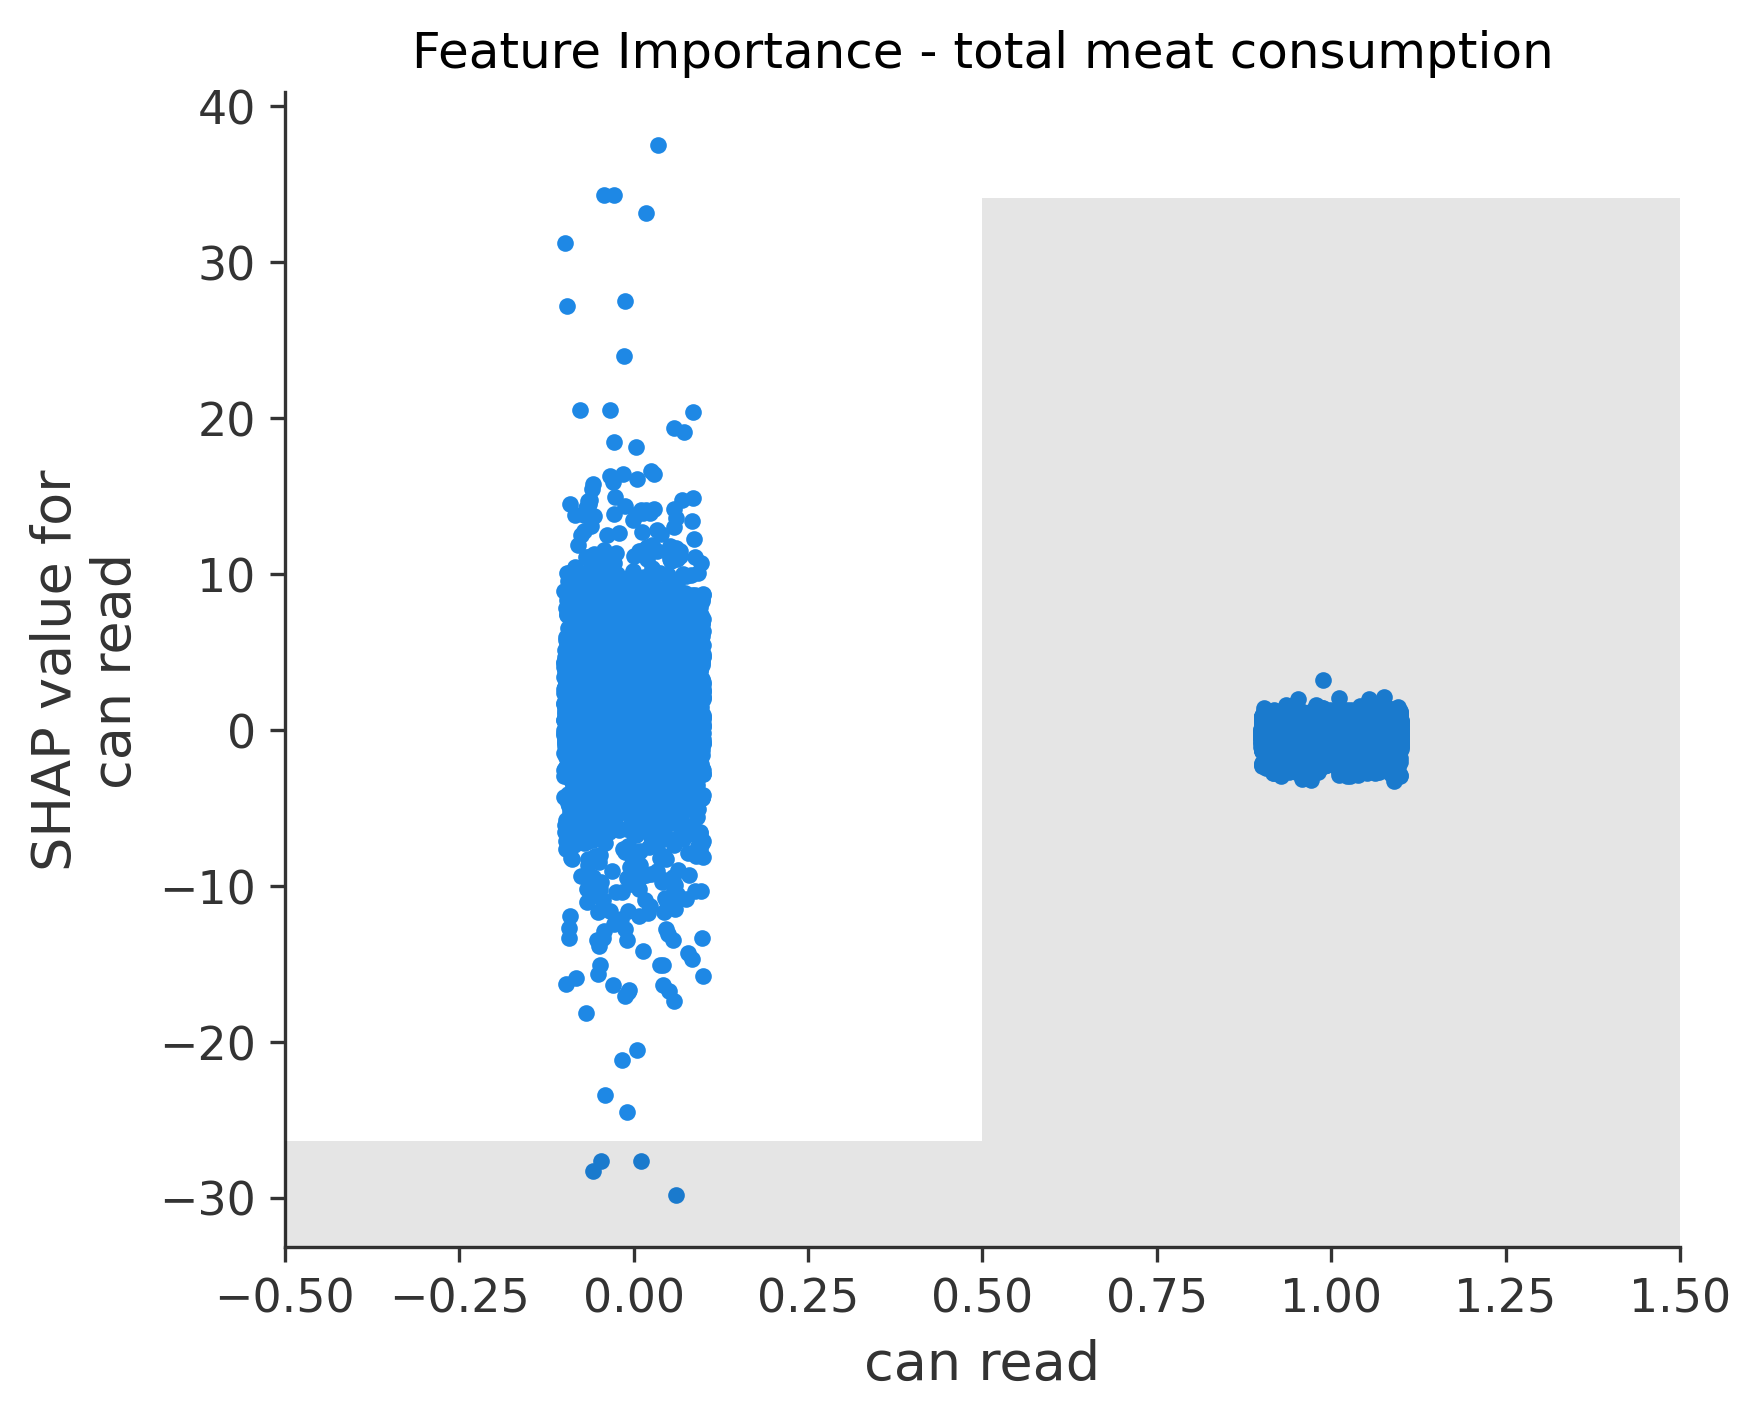 Feature Importance - total meat consumption
40
30
20
10
0
−10
−20
−30
SHAP value for
can read
−0.50 −0.25 0.00 0.25 0.50 0.75 1.00 1.25 1.50
can read